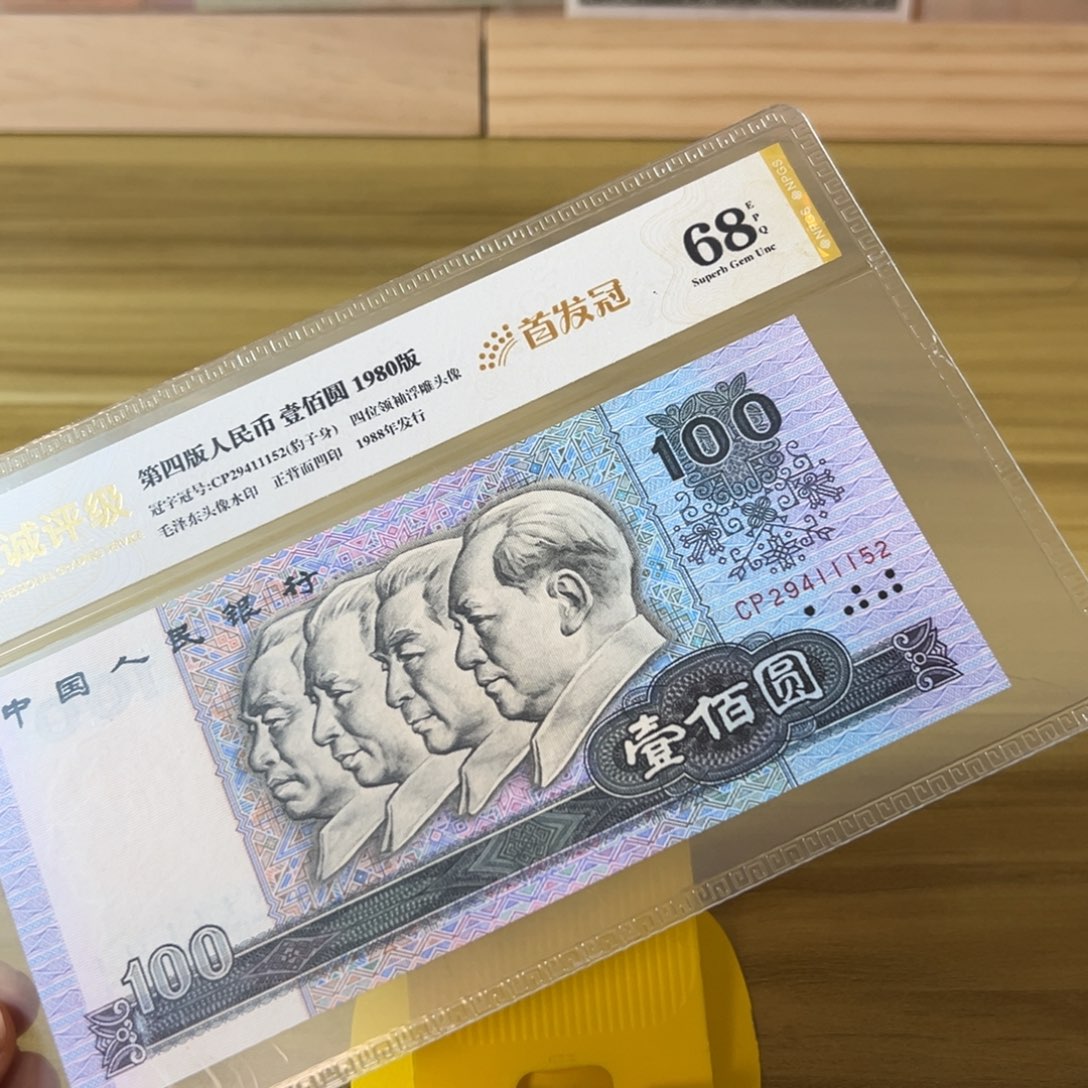 诚评级
第四版人民币 壹佰圆 1980版
冠字冠号:CP29411152(豹子身) 四位领袖浮雕头像
毛泽东头像水印 正背面凹印 1988年发行
首发冠
68
EPQ
Superb Gem Unc
NPGS NPGS
中国人民银行
100
CP29411152
壹佰圆
100